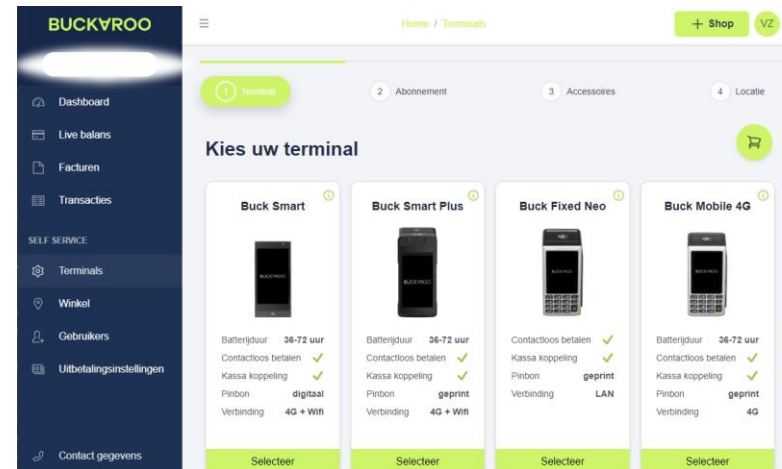 BUCKAROO
Home / Terminals
+ Shop
VZ
Dashboard
Live balans
Facturen
Transacties
SELF SERVICE
Terminals
Winkel
Gebruikers
Uitbetalingsinstellingen
Contact gegevens
1 Terminal
2 Abonnement
3 Accessoires
4 Locatie
Kies uw terminal
Buck Smart
BUCKAROO
Batterijduur 36-72 uur
Contactloos betalen
Kassa koppeling
Pinbon digitaal
Verbinding 4G + Wifi
Selecteer
Buck Smart Plus
BUCKAROO
Batterijduur 36-72 uur
Contactloos betalen
Kassa koppeling
Pinbon geprint
Verbinding 4G + Wifi
Selecteer
Buck Fixed Neo
BUCKAROO
Contactloos betalen
Kassa koppeling
Pinbon geprint
Verbinding LAN
Selecteer
Buck Mobile 4G
BUCKAROO
Batterijduur 36-72 uur
Contactloos betalen
Kassa koppeling
Pinbon geprint
Verbinding 4G
Selecteer